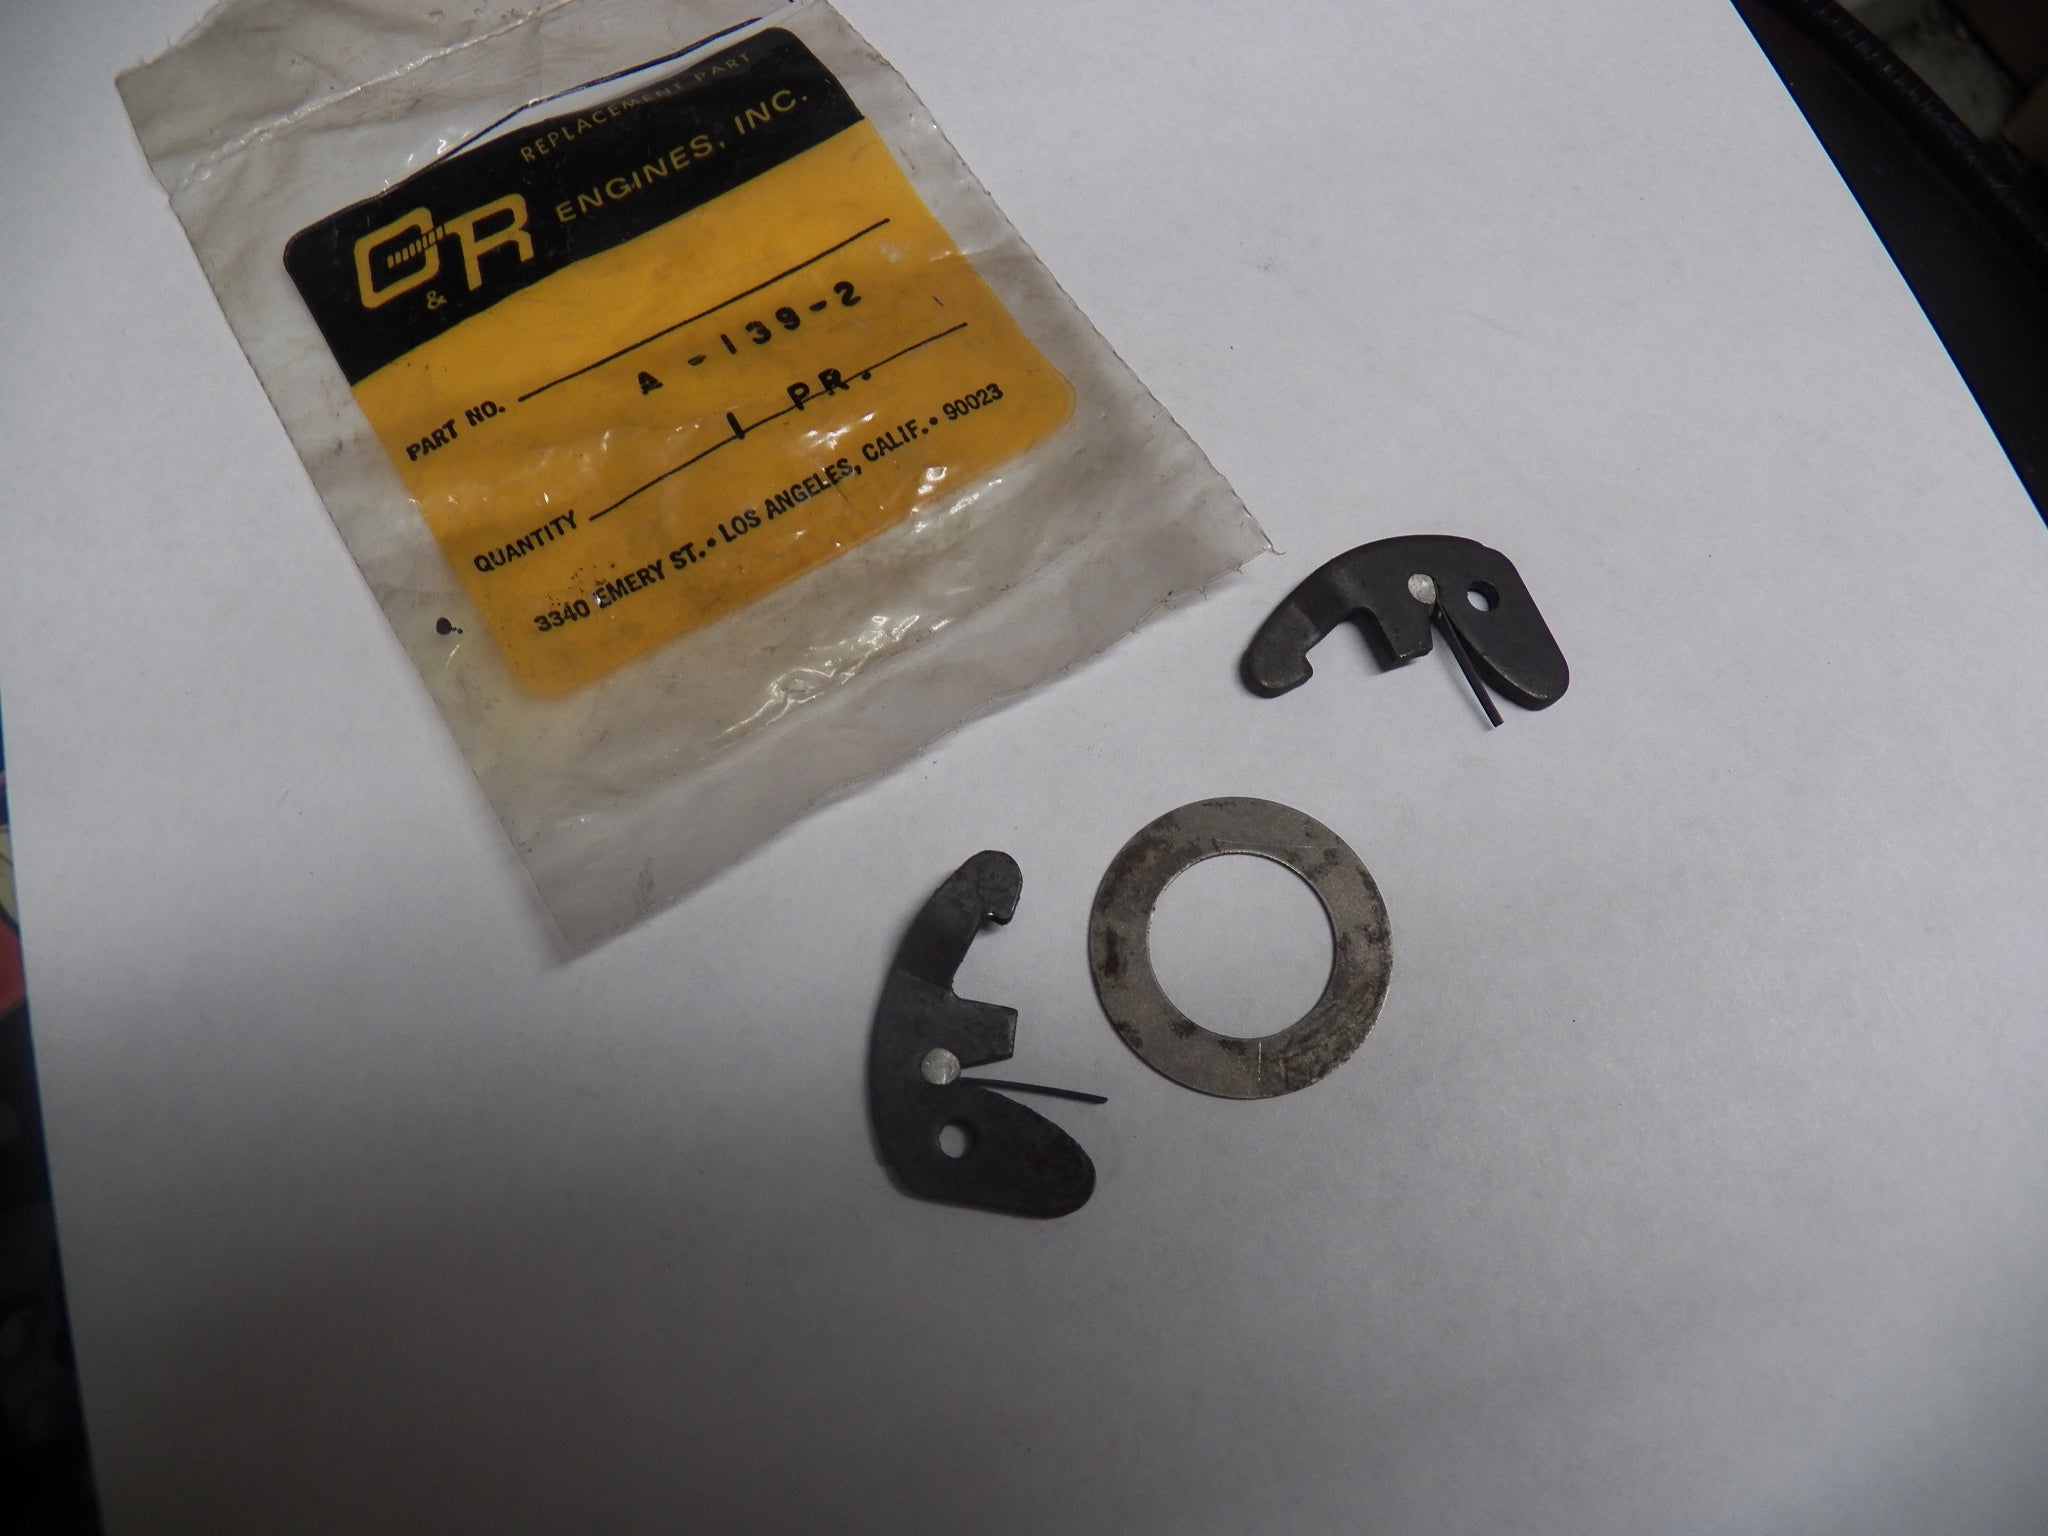 REPLACEMENT PART
O & R ENGINES, INC.
PART NO. A-139-2
QUANTITY 1 PR.
3340 EMERY ST. • LOS ANGELES, CALIF. • 90023